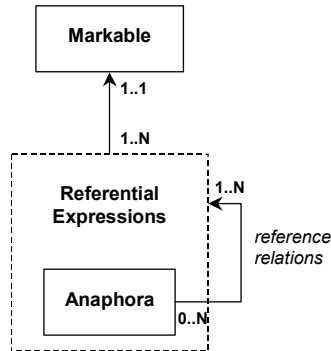 Markable
1..1
1..N
Referential
Expressions
1..N
reference
relations
Anaphora
0..N